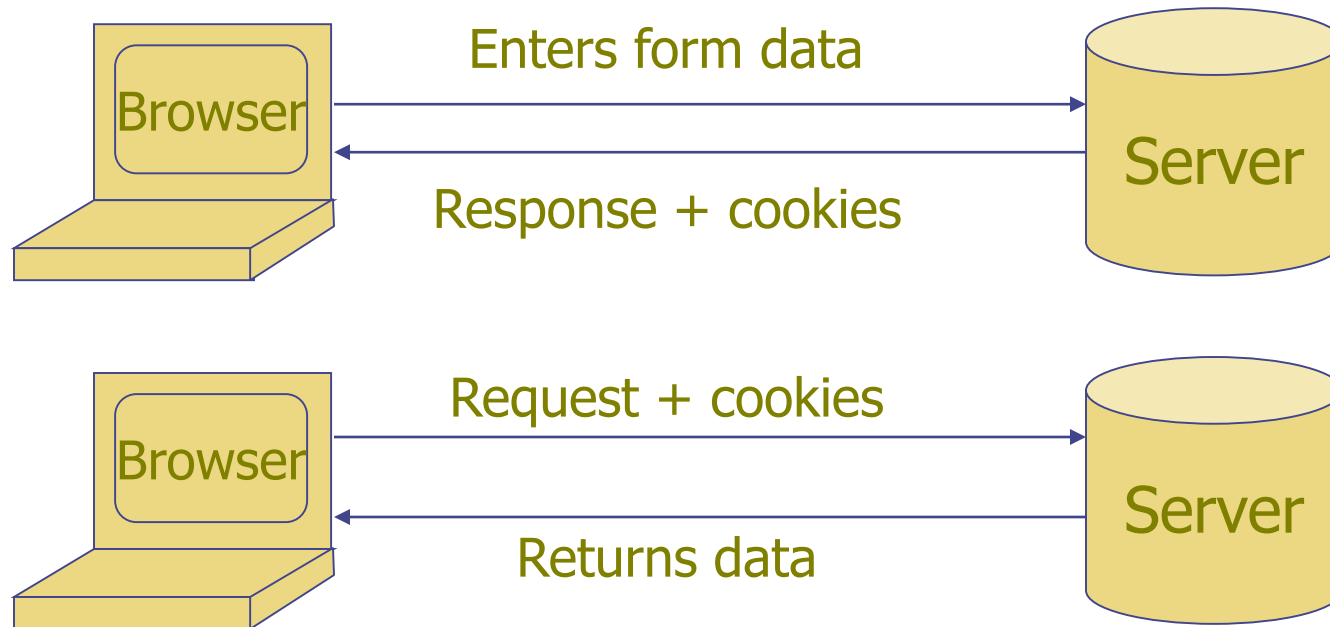 Enters form data
Browser
Server
Response + cookies
Request + cookies
Browser
Server
Returns data